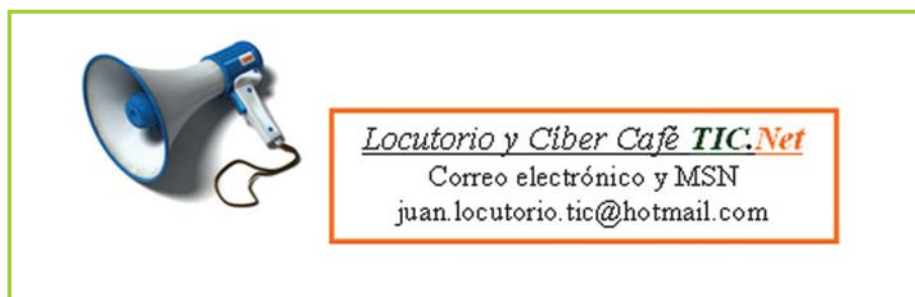 Locutorio y Ciber Café TIC.Net
Correo electrónico y MSN
juan.locutorio.tic@hotmail.com